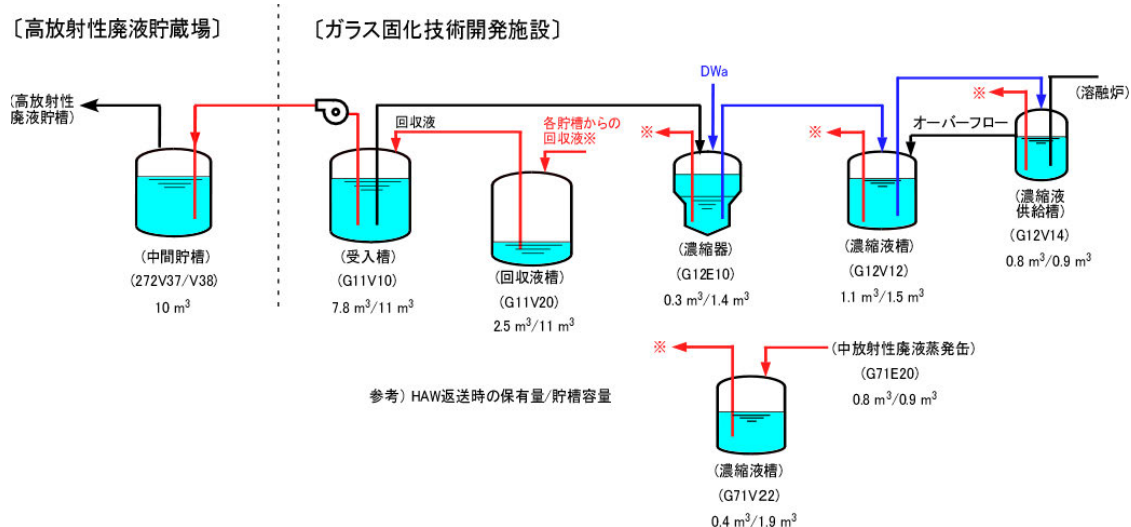 〔高放射性廃液貯蔵場〕
〔ガラス固化技術開発施設〕
(高放射性
廃液貯槽)
回収液
各貯槽からの
回収液※
※
DWa
※
オーバーフロー
※
(溶融炉)
(中間貯槽)
(272V37/V38)
10 m³
(受入槽)
(G11V10)
7.8 m³/11 m³
(回収液槽)
(G11V20)
2.5 m³/11 m³
(濃縮器)
(G12E10)
0.3 m³/1.4 m³
(濃縮液槽)
(G12V12)
1.1 m³/1.5 m³
(濃縮液
供給槽)
(G12V14)
0.8 m³/0.9 m³
※
(中放射性廃液蒸発缶)
(G71E20)
0.8 m³/0.9 m³
参考) HAW返送時の保有量/貯槽容量
(濃縮液槽)
(G71V22)
0.4 m³/1.9 m³